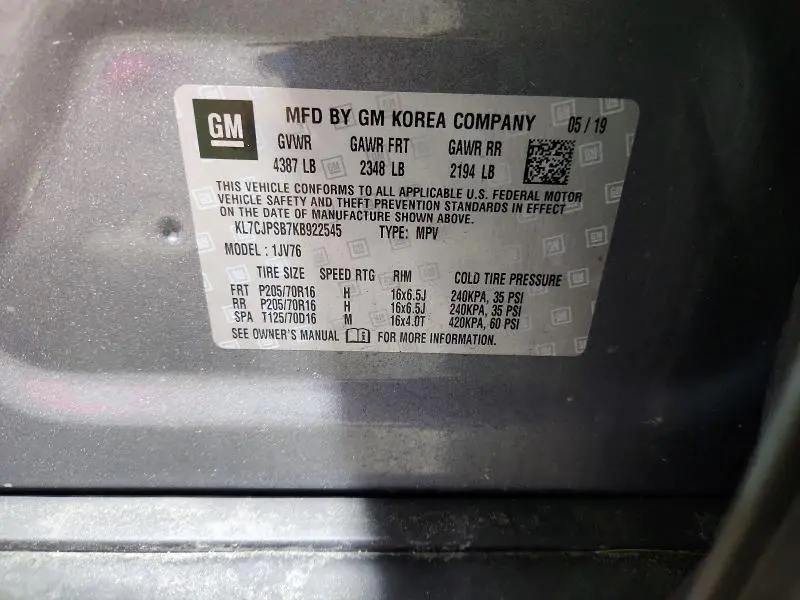 GM MFD BY GM KOREA COMPANY 05 / 19
GVWR GAWR FRT GAWR RR
4387 LB 2348 LB 2194 LB
THIS VEHICLE CONFORMS TO ALL APPLICABLE U.S. FEDERAL MOTOR
VEHICLE SAFETY AND THEFT PREVENTION STANDARDS IN EFFECT
ON THE DATE OF MANUFACTURE SHOWN ABOVE.
KL7CJPSB7KB922545 TYPE: MPV
MODEL : 1JV76
TIRE SIZE SPEED RTG RIM COLD TIRE PRESSURE
FRT P205/70R16 H 16x6.5J 240KPA, 35 PSI
RR P205/70R16 H 16x6.5J 240KPA, 35 PSI
SPA T125/70D16 M 16x4.0T 420KPA, 60 PSI
SEE OWNER'S MANUAL FOR MORE INFORMATION.